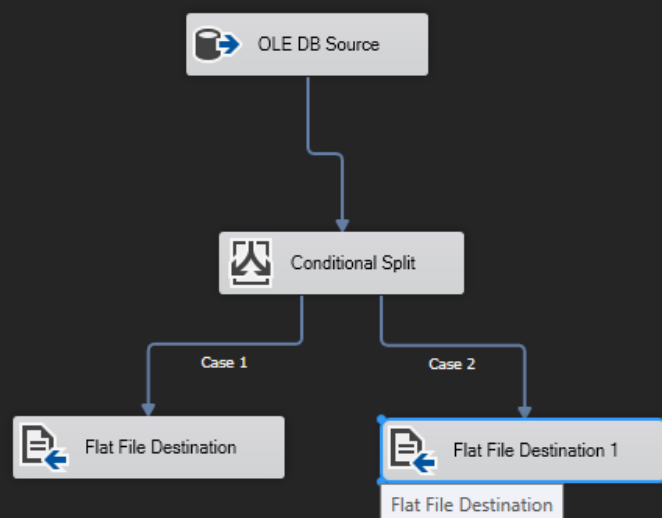 OLE DB Source
Conditional Split
Case 1
Case 2
Flat File Destination
Flat File Destination 1
Flat File Destination